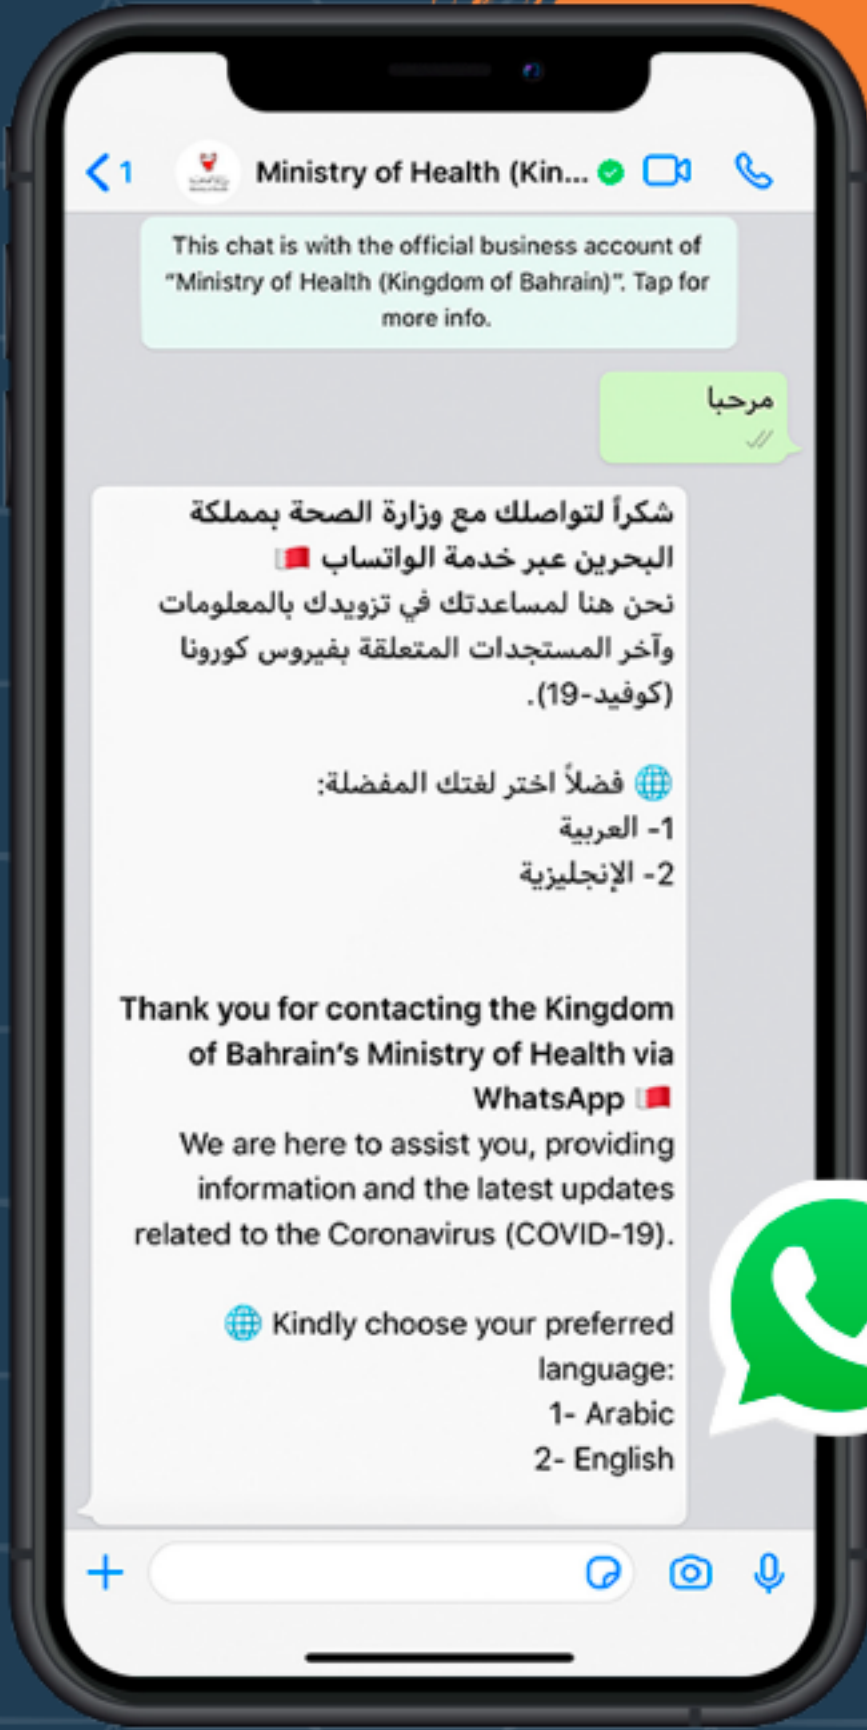 1
Ministry of Health (Kin...
This chat is with the official business account of
“Ministry of Health (Kingdom of Bahrain)”. Tap for
more info.
مرحبا
شكراً لتواصلك مع وزارة الصحة بمملكة
البحرين عبر خدمة الواتساب 🇧🇭
نحن هنا لمساعدتك في تزويدك بالمعلومات
وآخر المستجدات المتعلقة بفيروس كورونا
(كوفيد-19).
🌐 فضلاً اختر لغتك المفضلة:
1- العربية
2- الإنجليزية
Thank you for contacting the Kingdom
of Bahrain’s Ministry of Health via
WhatsApp 🇧🇭
We are here to assist you, providing
information and the latest updates
related to the Coronavirus (COVID-19).
🌐 Kindly choose your preferred
language:
1- Arabic
2- English